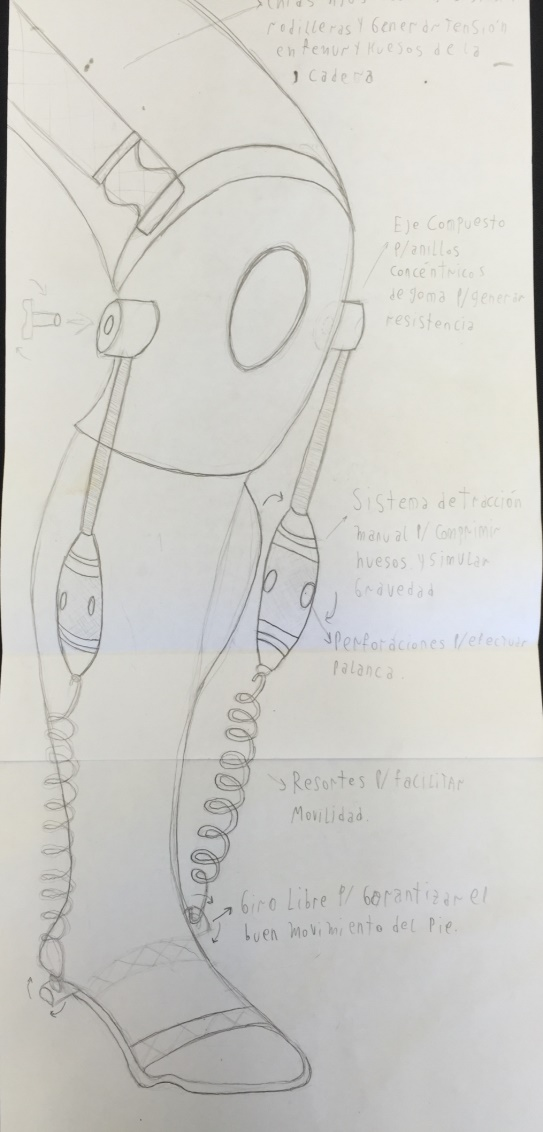 rodilleras y Generar Tensión
en femur y Huesos de la
cadera
Eje Compuesto
P/anillos
concéntricos
de goma P/generar
resistencia
Sistema de Tracción
manual P/ Comprimir
huesos y simular
Gravedad
Perforaciones P/efectuar
Palanca.
Resortes P/ facilitar
Movilidad.
Giro Libre P/ Garantizar el
buen movimiento del Pie.